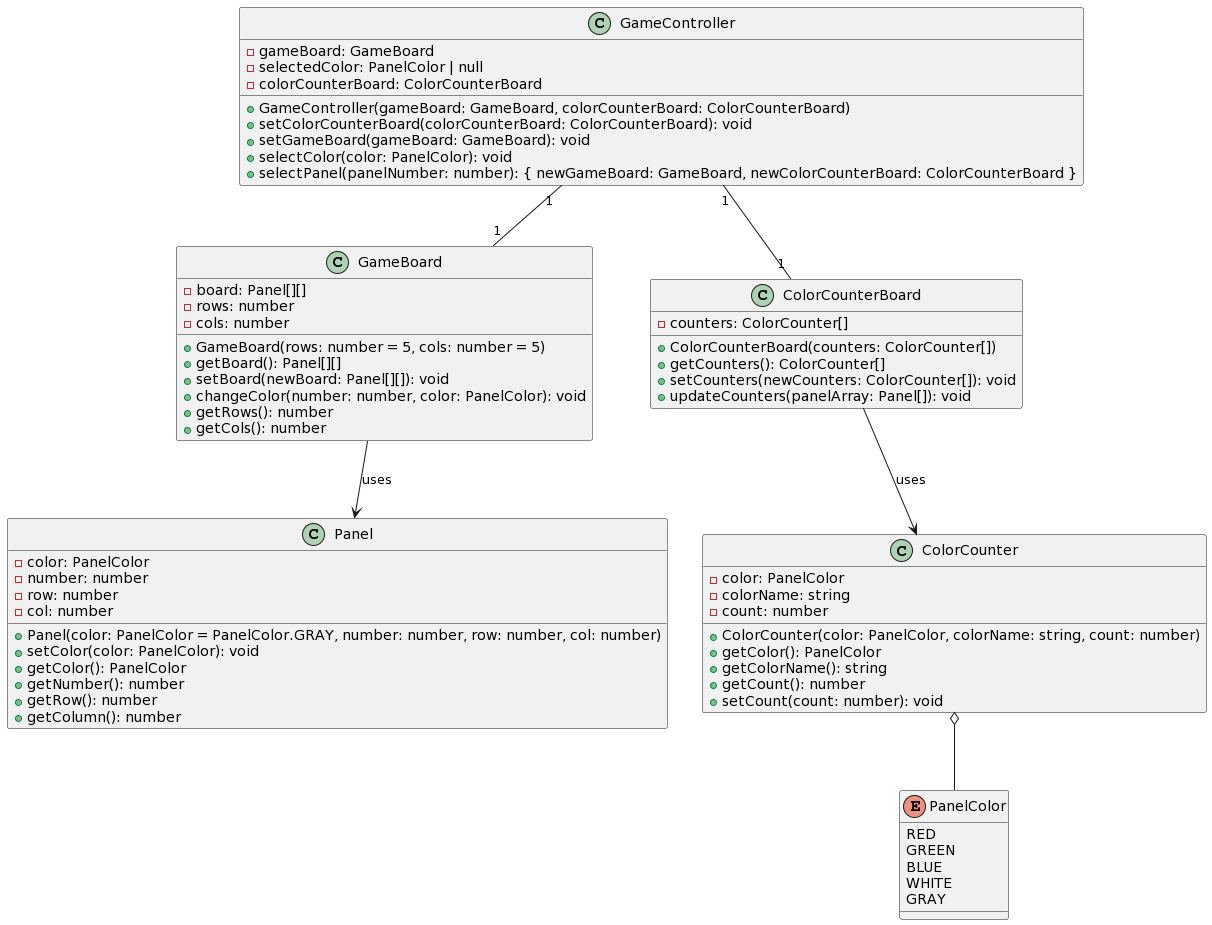 C GameController
gameBoard: GameBoard
selectedColor: PanelColor | null
colorCounterBoard: ColorCounterBoard
GameController(gameBoard: GameBoard, colorCounterBoard: ColorCounterBoard)
setColorCounterBoard(colorCounterBoard: ColorCounterBoard): void
setGameBoard(gameBoard: GameBoard): void
selectColor(color: PanelColor): void
selectPanel(panelNumber: number): { newGameBoard: GameBoard, newColorCounterBoard: ColorCounterBoard }
1
1
1
1
C GameBoard
board: Panel[][]
rows: number
cols: number
GameBoard(rows: number = 5, cols: number = 5)
getBoard(): Panel[][]
setBoard(newBoard: Panel[][]): void
changeColor(number: number, color: PanelColor): void
getRows(): number
getCols(): number
C ColorCounterBoard
counters: ColorCounter[]
ColorCounterBoard(counters: ColorCounter[])
getCounters(): ColorCounter[]
setCounters(newCounters: ColorCounter[]): void
updateCounters(panelArray: Panel[]): void
uses
uses
C Panel
color: PanelColor
number: number
row: number
col: number
Panel(color: PanelColor = PanelColor.GRAY, number: number, row: number, col: number)
setColor(color: PanelColor): void
getColor(): PanelColor
getNumber(): number
getRow(): number
getColumn(): number
C ColorCounter
color: PanelColor
colorName: string
count: number
ColorCounter(color: PanelColor, colorName: string, count: number)
getColor(): PanelColor
getColorName(): string
getCount(): number
setCount(count: number): void
E PanelColor
RED
GREEN
BLUE
WHITE
GRAY